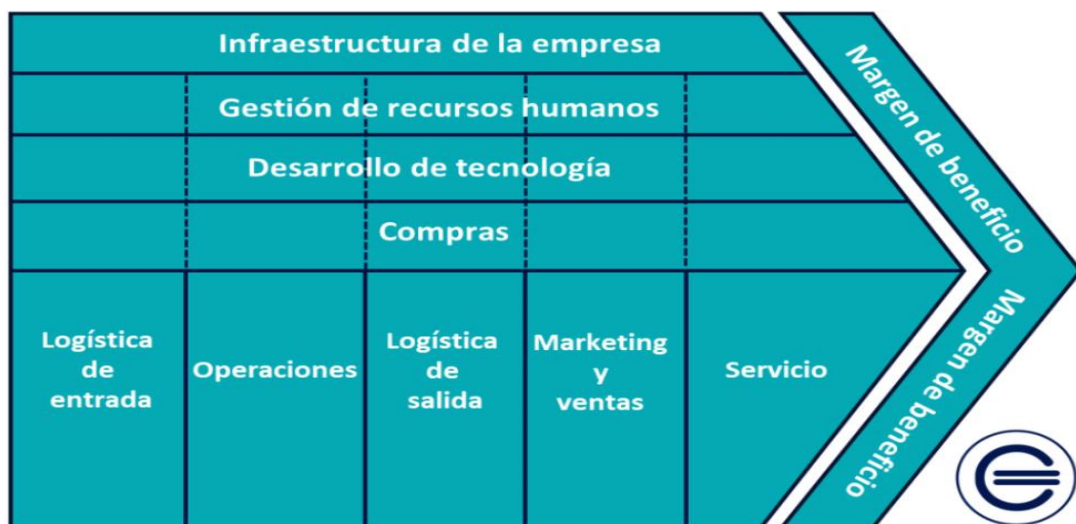 Infraestructura de la empresa
Gestión de recursos humanos
Desarrollo de tecnología
Compras
Logística
de
entrada
Operaciones
Logística
de
salida
Marketing
y
ventas
Servicio
Margen de beneficio
Margen de beneficio